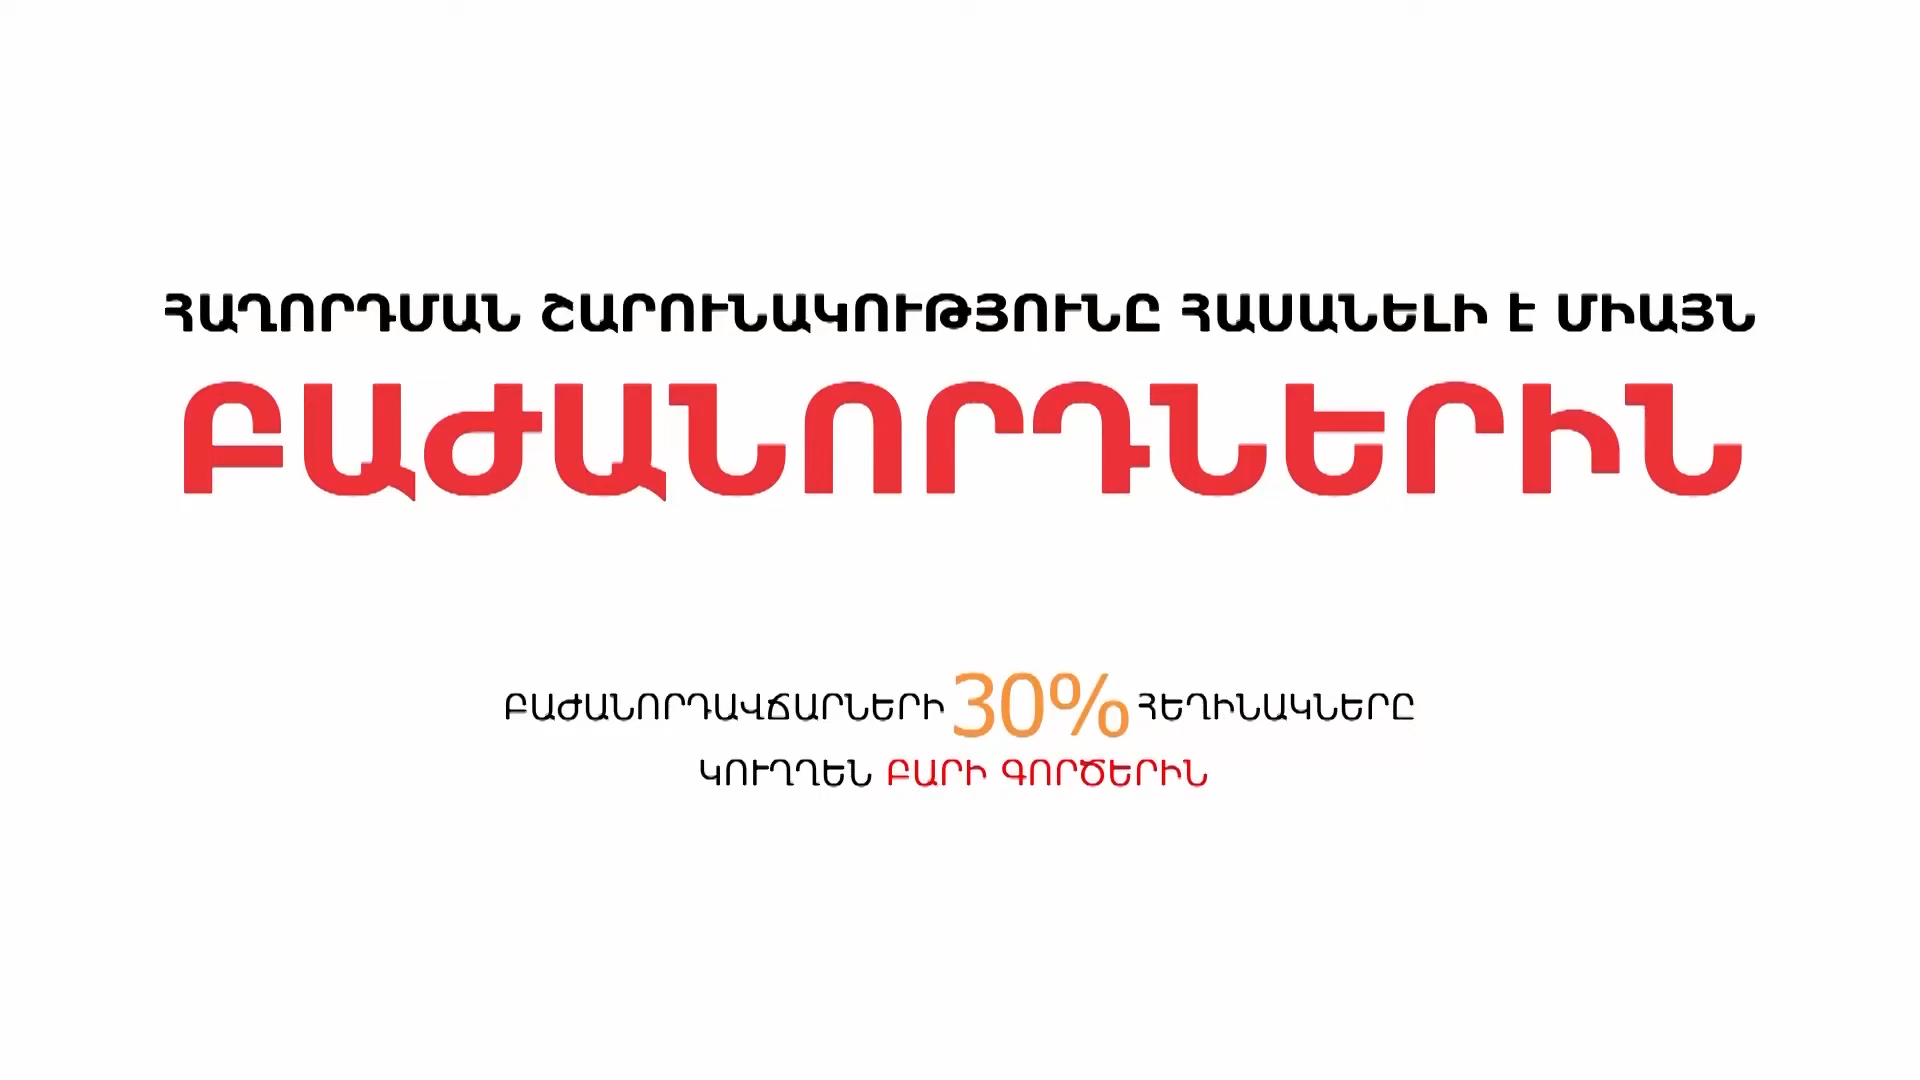 ՀԱՂՈՐԴՄԱՆ ՇԱՐՈՒՆԱԿՈՒԹՅՈՒՆԸ ՀԱՍԱՆԵԼԻ Է ՄԻԱՅՆ
ԲԱԺԱՆՈՐԴՆԵՐԻՆ
ԲԱԺԱՆՈՐԴԱՎՃԱՐՆԵՐԻ 30% ՀԵՂԻՆԱԿՆԵՐԸ
ԿՈՒՂՂԵՆ ԲԱՐԻ ԳՈՐԾԵՐԻՆ